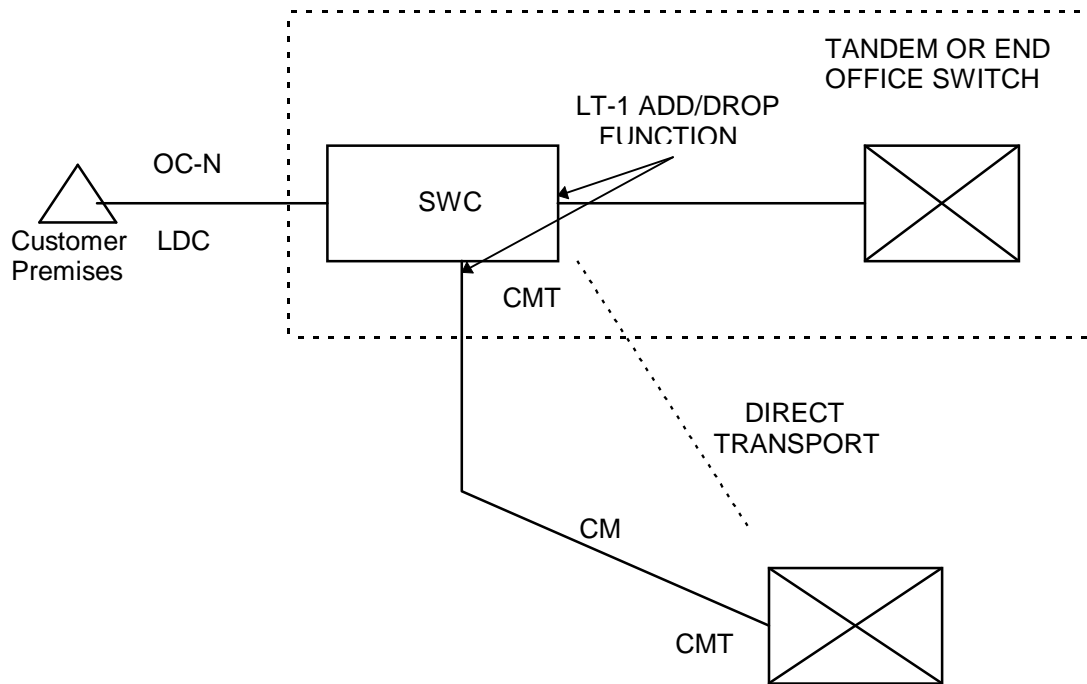 TANDEM OR END
OFFICE SWITCH
LT-1 ADD/DROP
FUNCTION
OC-N
SWC
LDC
Customer
Premises
CMT
DIRECT
TRANSPORT
CM
CMT